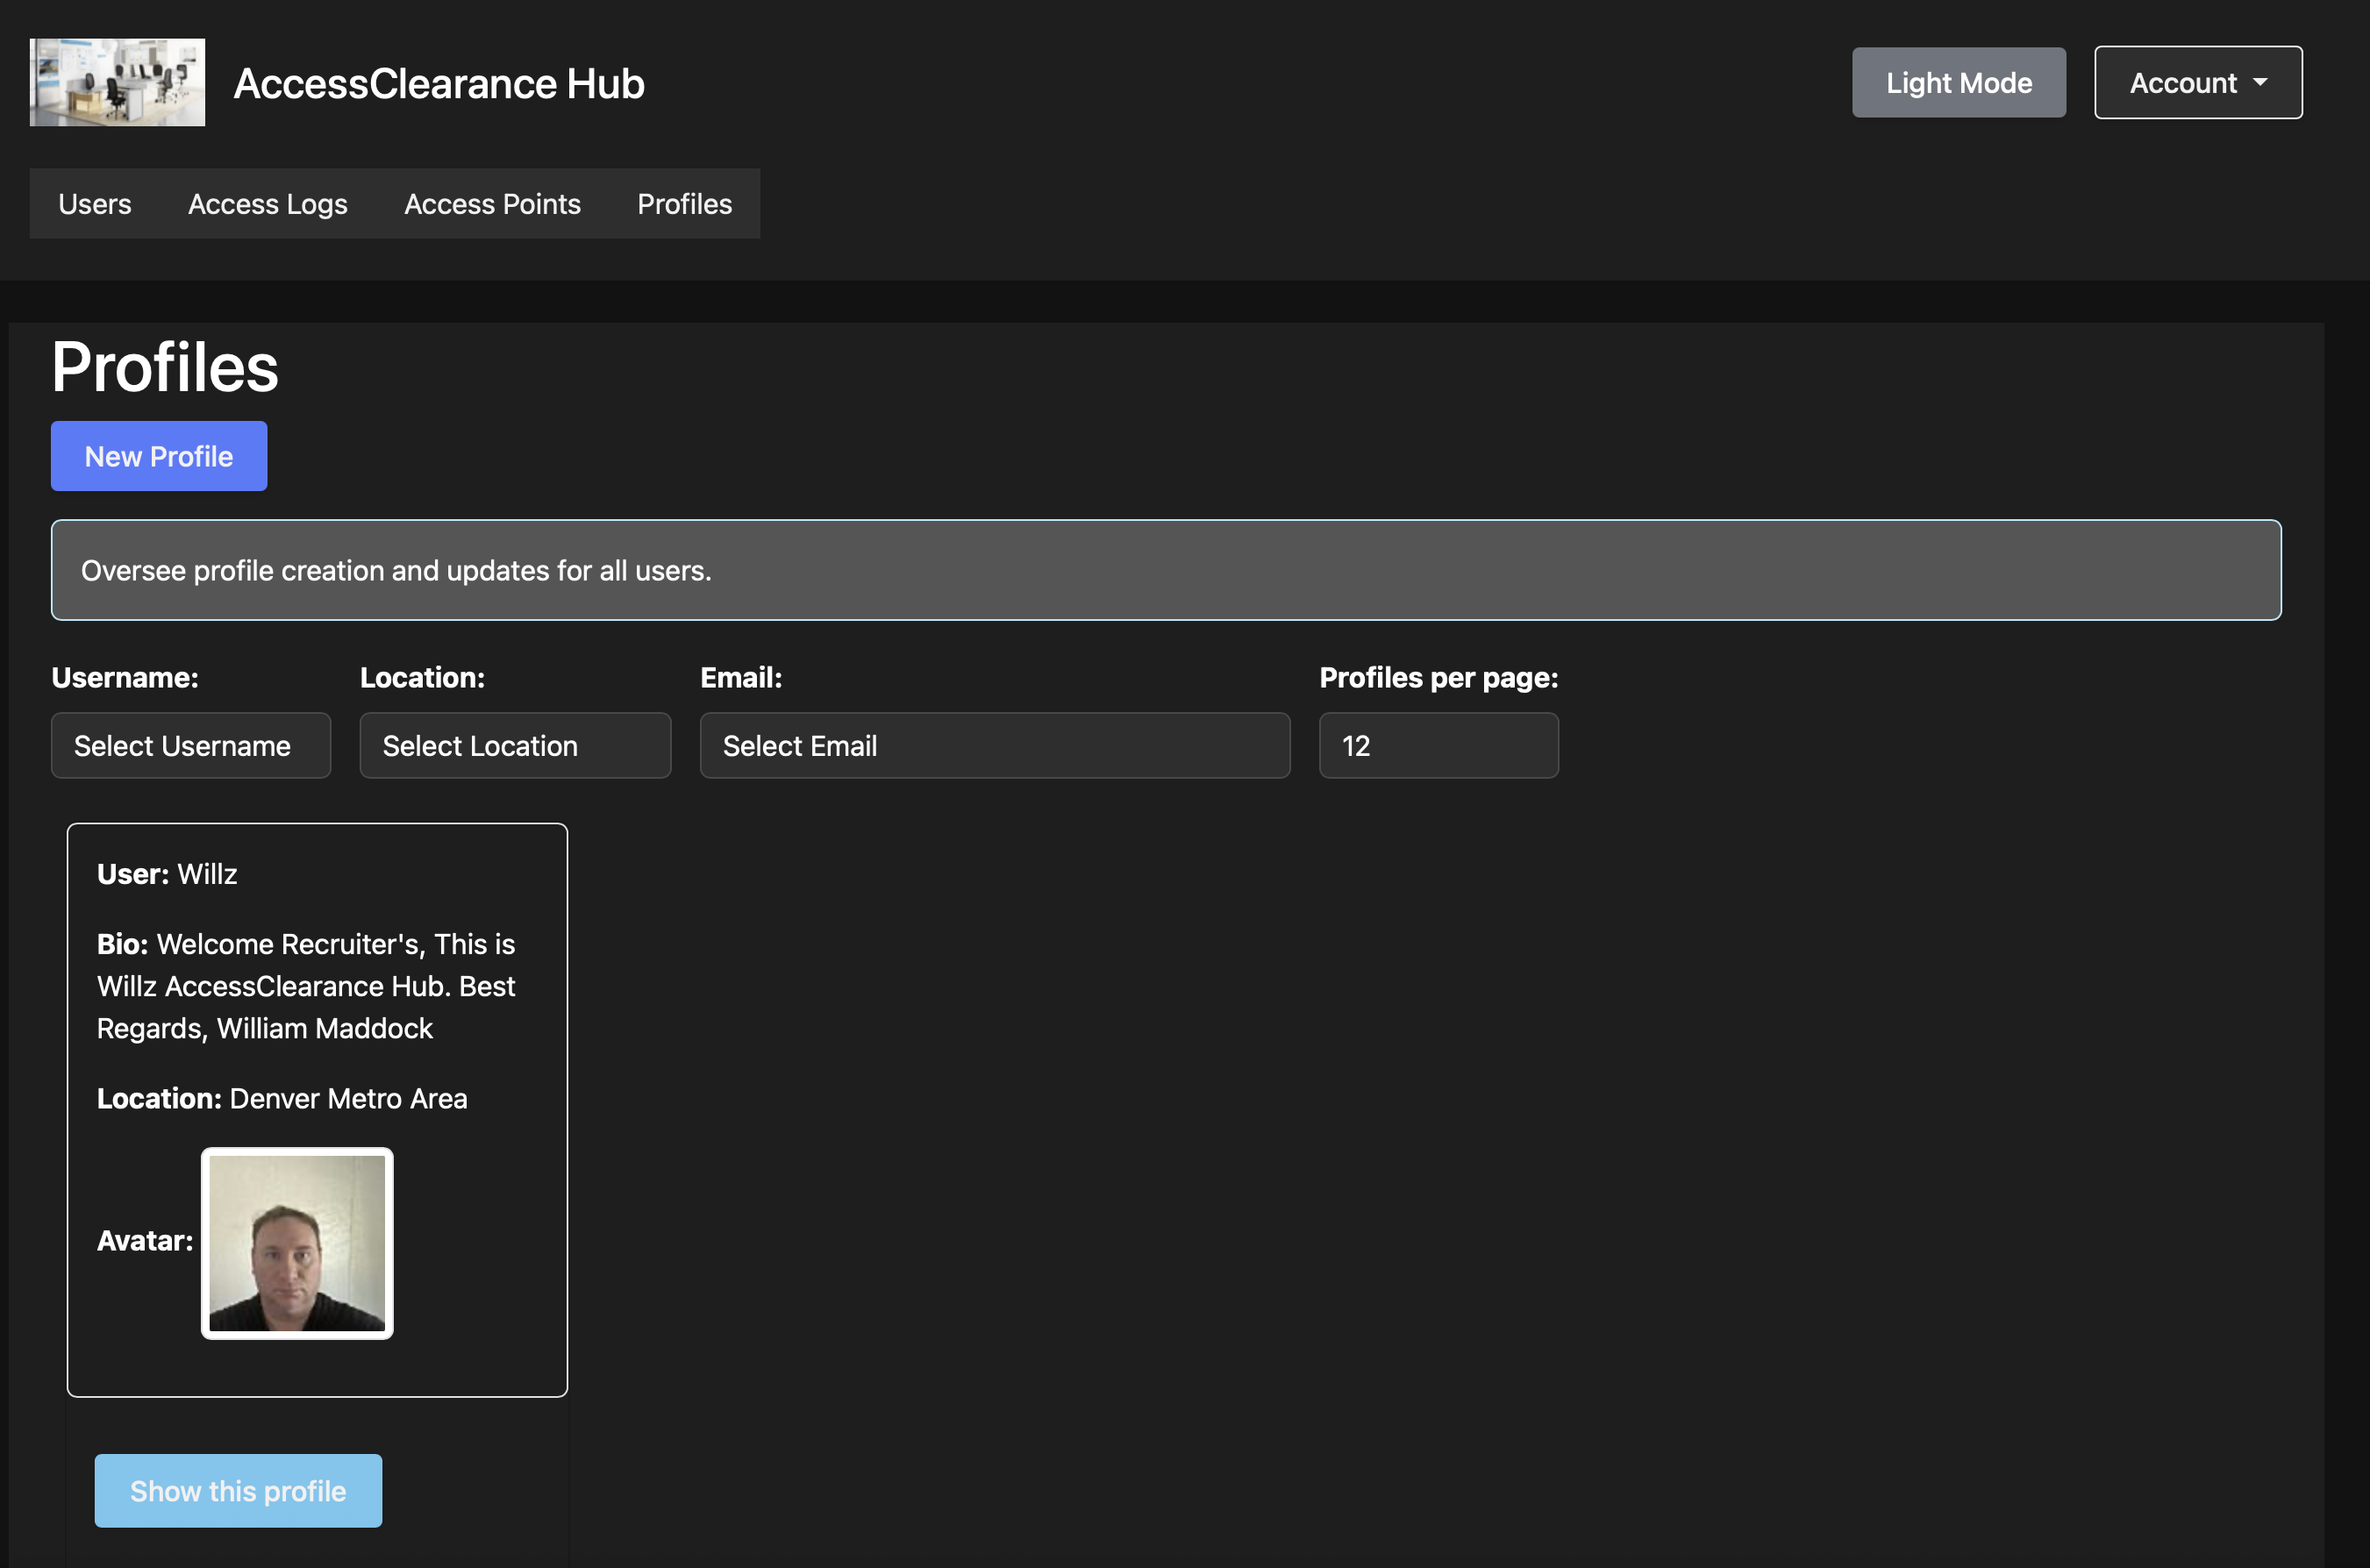 AccessClearance Hub
Light Mode
Account
Users Access Logs Access Points Profiles
Profiles
New Profile
Oversee profile creation and updates for all users.
Username: Location: Email: Profiles per page:
Select Username Select Location Select Email 12
User: Willz
Bio: Welcome Recruiter's, This is
Willz AccessClearance Hub. Best
Regards, William Maddock
Location: Denver Metro Area
Avatar:
Show this profile